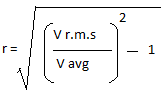 r = √((V r.m.s / V avg)² − 1)